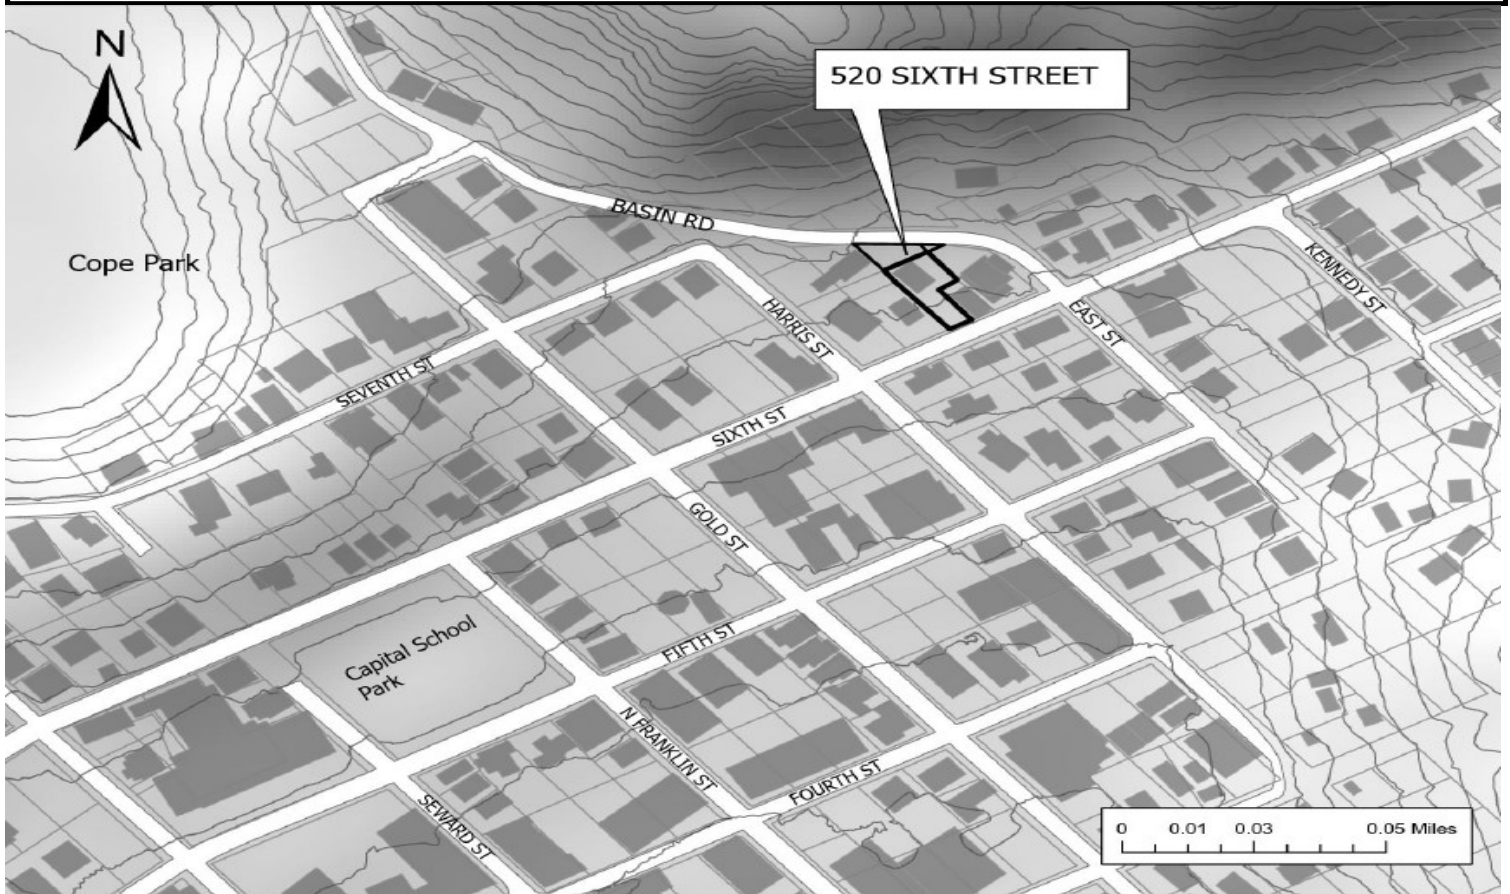 N
520 SIXTH STREET
BASIN RD
Cope Park
KENNEDY ST
HARRIS ST
EAST ST
SEVENTH ST
SIXTH ST
GOLD ST
Capital School
Park
FIFTH ST
N FRANKLIN ST
FOURTH ST
SEWARD ST
0 0.01 0.03 0.05 Miles